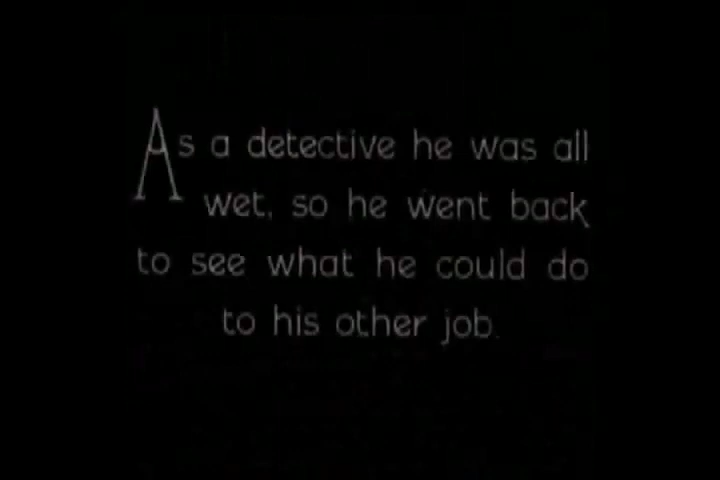 As a detective he was all
wet, so he went back
to see what he could do
to his other job.